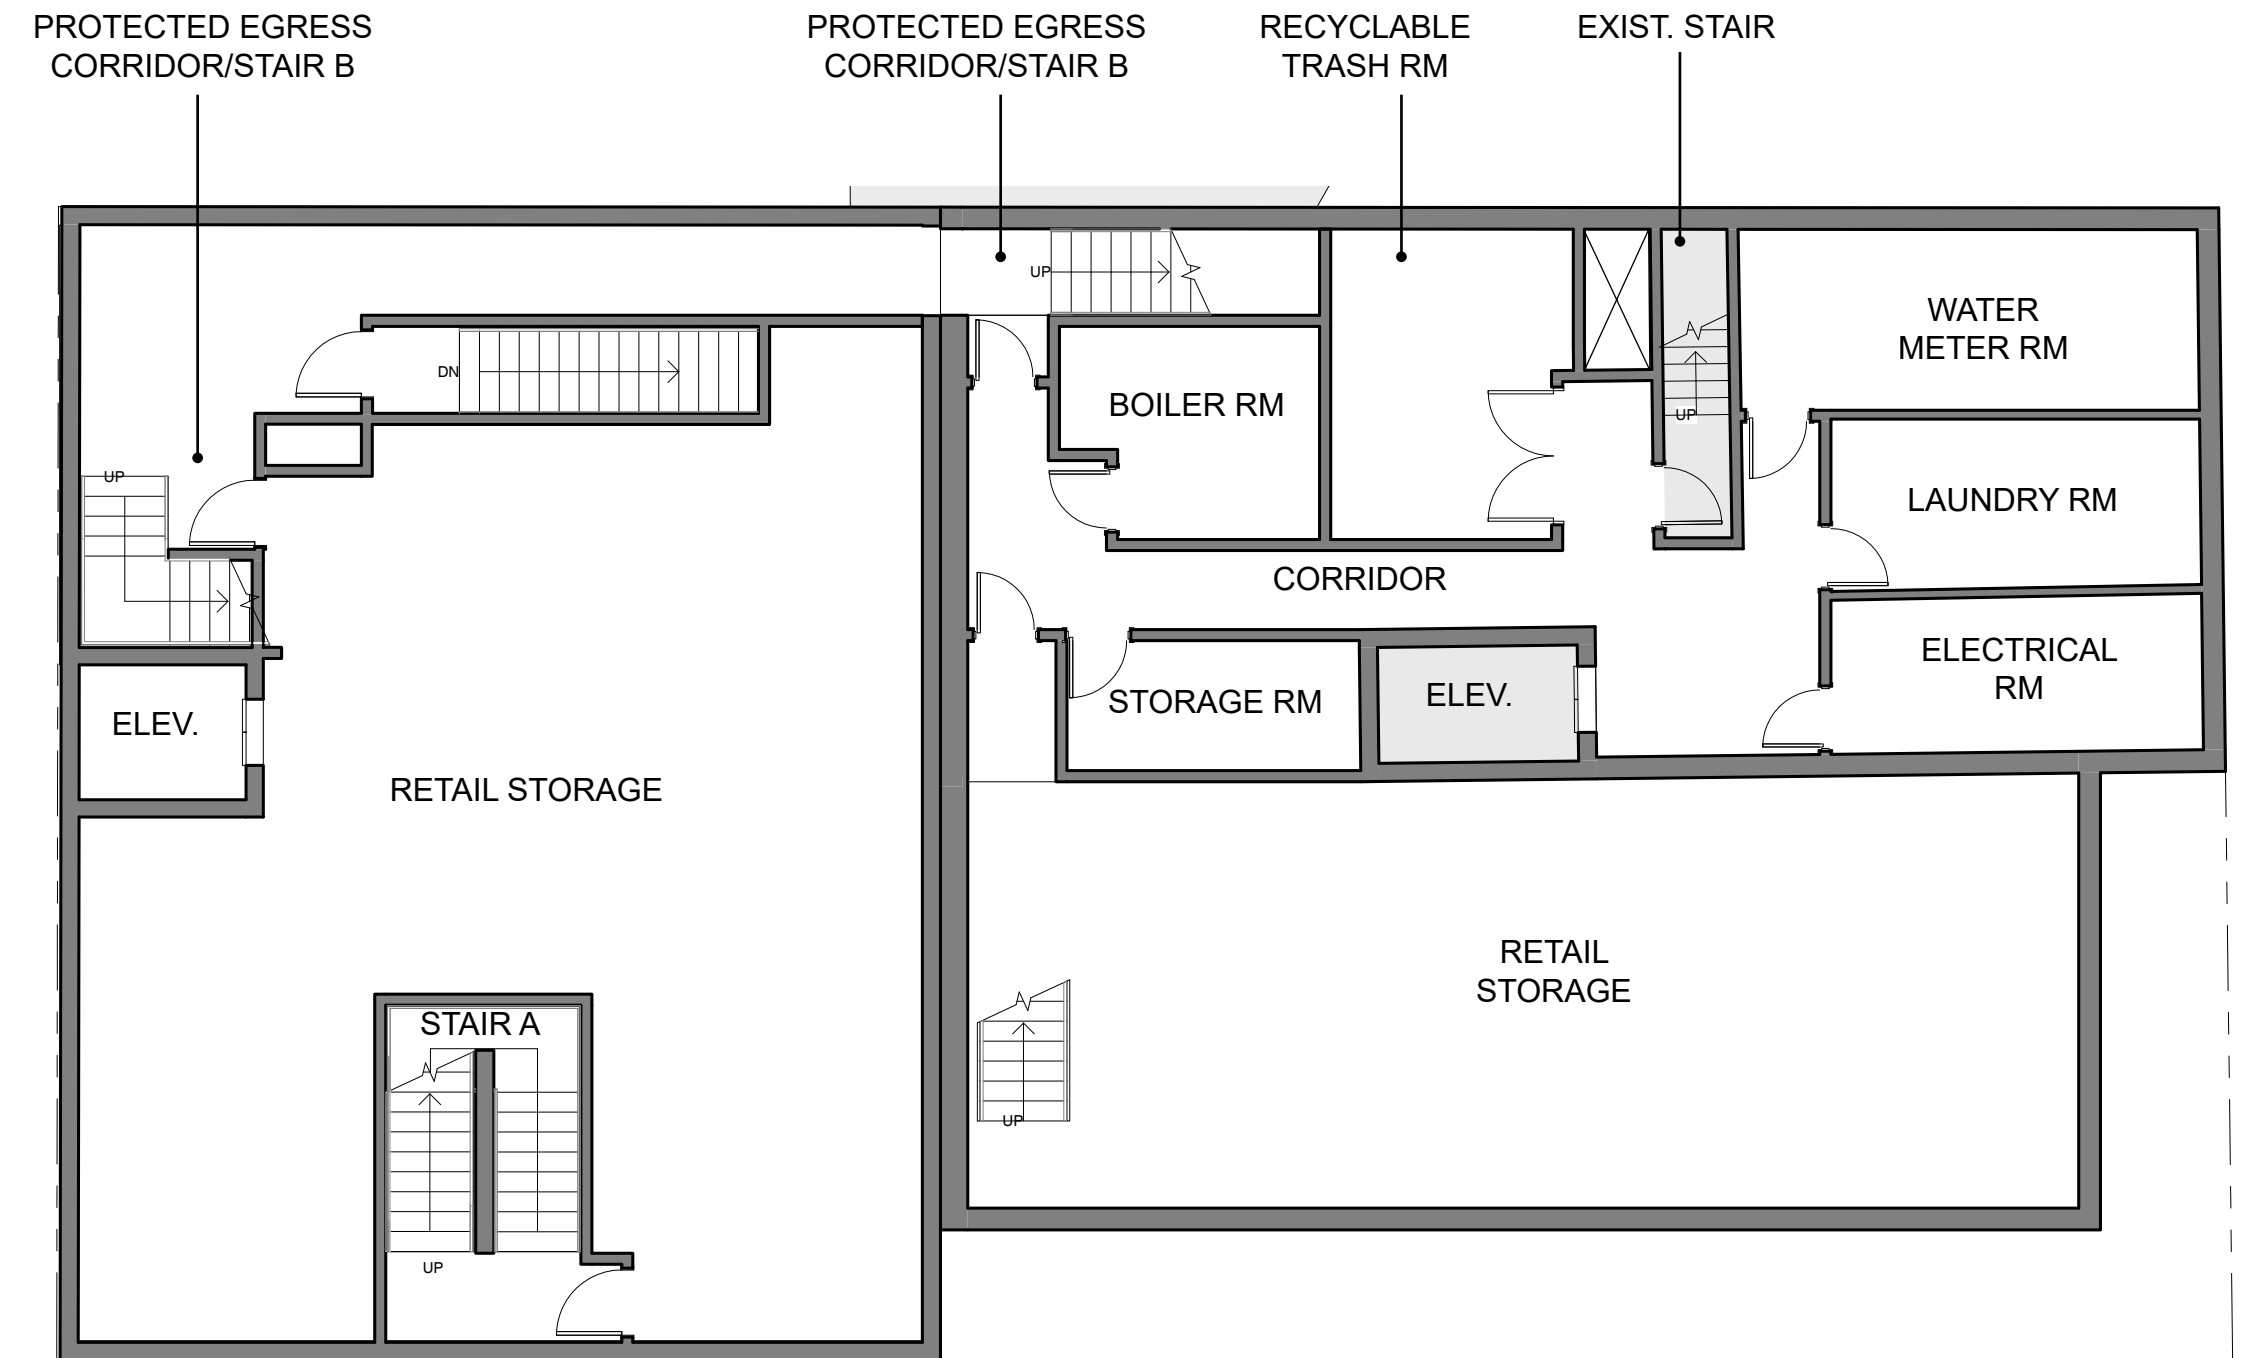 PROTECTED EGRESS
CORRIDOR/STAIR B
PROTECTED EGRESS
CORRIDOR/STAIR B
RECYCLABLE
TRASH RM
EXIST. STAIR
UP
WATER
METER RM
DN
BOILER RM
UP
UP
LAUNDRY RM
CORRIDOR
ELECTRICAL
RM
ELEV.
STORAGE RM
ELEV.
RETAIL STORAGE
RETAIL
STORAGE
STAIR A
UP
UP